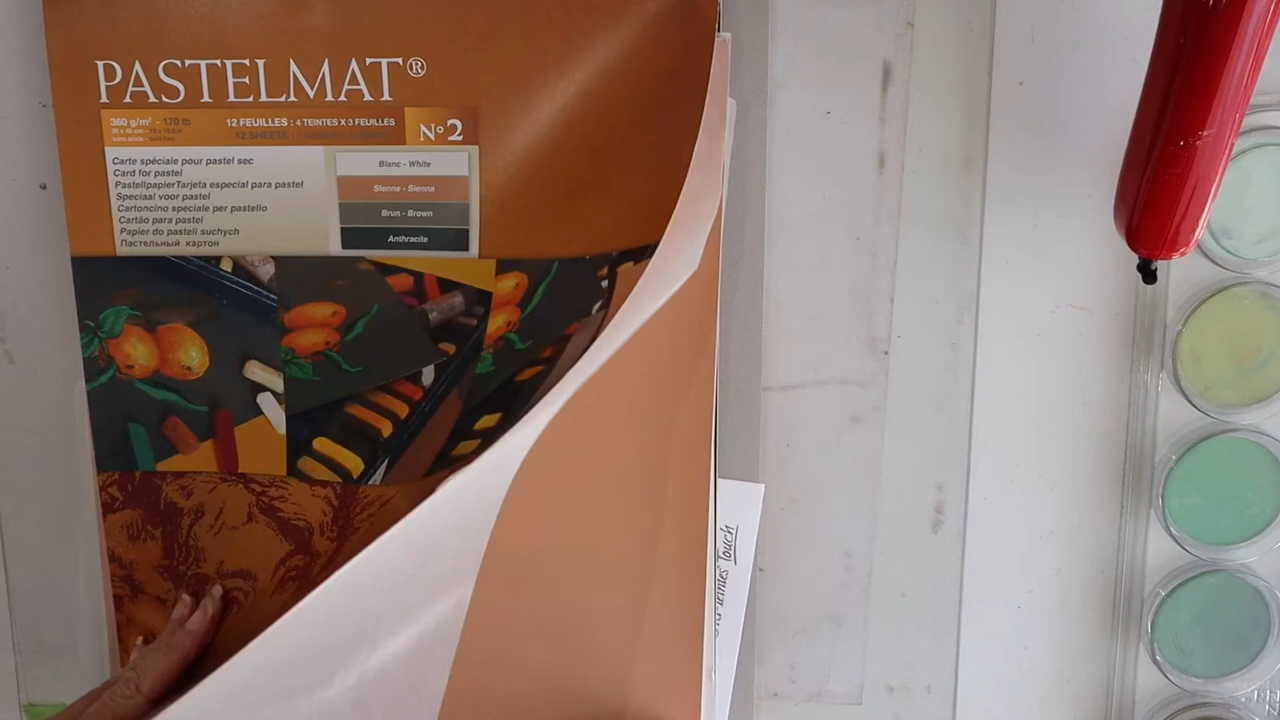 PASTELMAT®
360 g/m² - 170 lb
12 FEUILLES : 4 TEINTES X 3 FEUILLES
12 SHEETS
N°2
Carte spéciale pour pastel sec
Card for pastel
PastellpapierTarjeta especial para pastel
Speciaal voor pastel
Cartoncino speciale per pastello
Cartão para pastel
Papier do pasteli suchych
Пастельный картон
Blanc - White
Sienne - Sienna
Brun - Brown
Anthracite
Touch